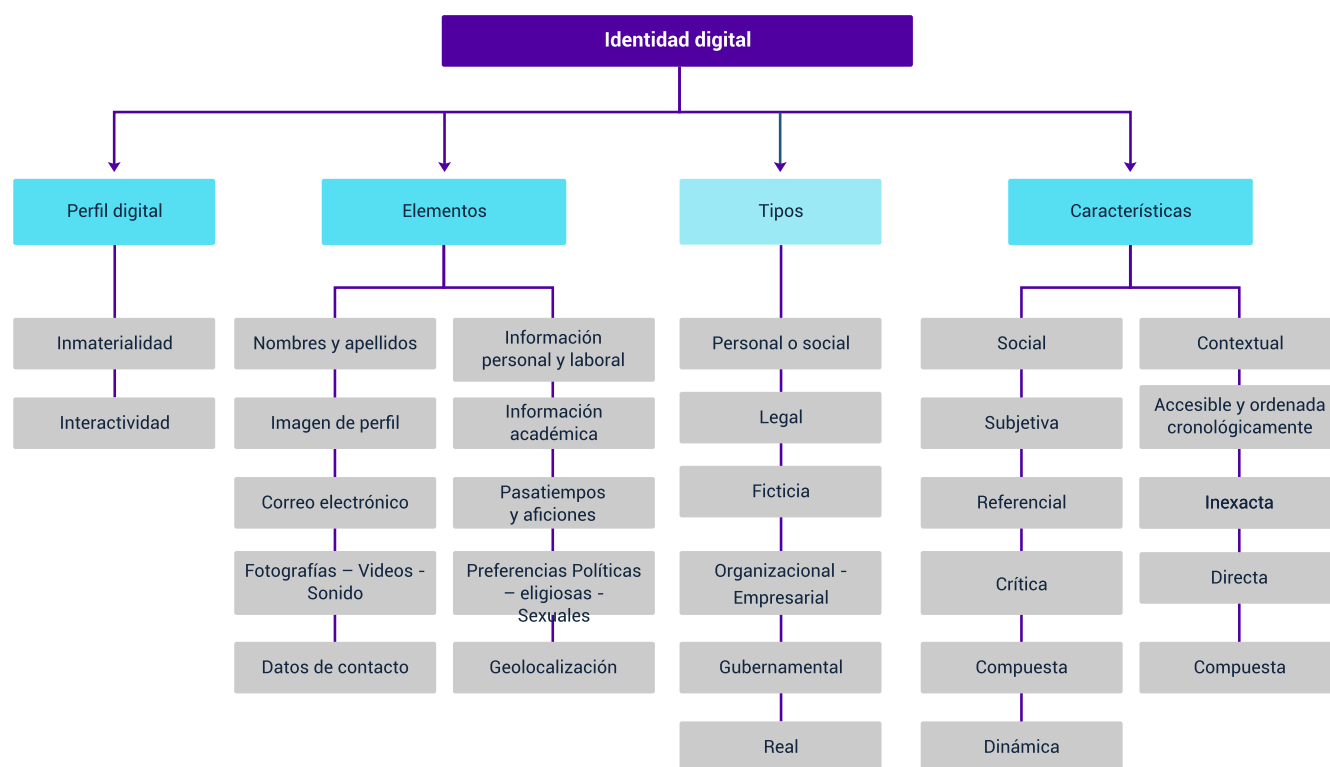 Identidad digital
Perfil digital
Elementos
Tipos
Características
Inmaterialidad
Interactividad
Nombres y apellidos
Imagen de perfil
Correo electrónico
Fotografías – Videos -
Sonido
Datos de contacto
Información
personal y laboral
Información
académica
Pasatiempos
y aficiones
Preferencias Políticas
– eligiosas -
Sexuales
Geolocalización
Personal o social
Legal
Ficticia
Organizacional -
Empresarial
Gubernamental
Real
Social
Subjetiva
Referencial
Crítica
Compuesta
Dinámica
Contextual
Accesible y ordenada
cronológicamente
Inexacta
Directa
Compuesta